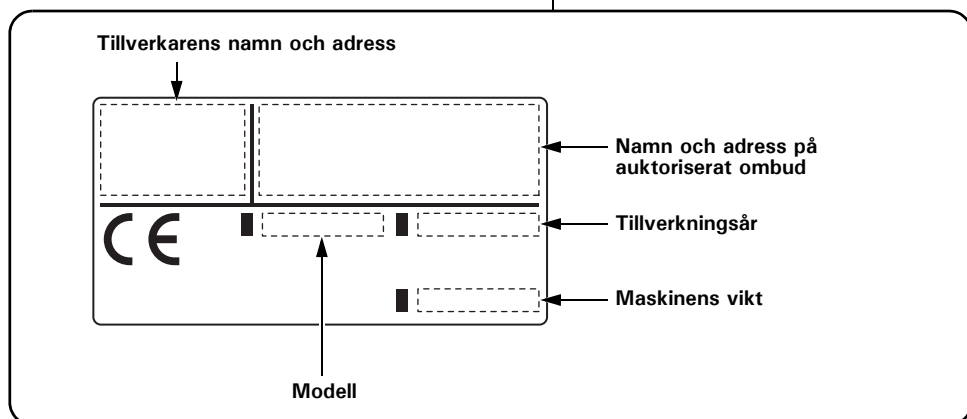 Tillverkarens namn och adress
Namn och adress på
auktoriserat ombud
CE
Tillverkningsår
Maskinens vikt
Modell